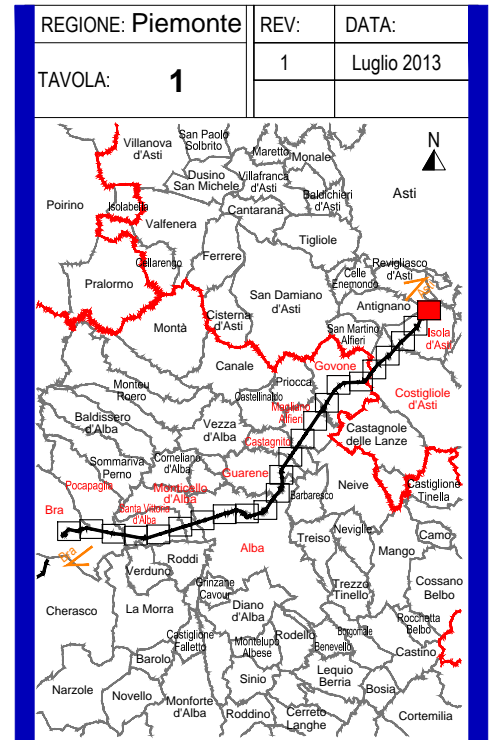 REGIONE: Piemonte
REV:
DATA:
TAVOLA: 1
1
Luglio 2013
N
San Paolo
Solbrito
Villanova
d'Asti
Maretto
Monale
Dusino
San Michele
Villafranca
d'Asti
Baldichieri
d'Asti
Asti
Poirino
Isolabella
Valfenera
Cantarana
Tigliole
Cellarengo
Ferrere
Revigliasco
d'Asti
Celle
Enemondo
Pralormo
San Damiano
d'Asti
Antignano
Montà
Cisterna
d'Asti
San Martino
Alfieri
Isola
d'Asti
Canale
Govone
Monteu
Roero
Priocca
Castellinaldo
Costigliole
d'Asti
Baldissero
d'Alba
Vezza
d'Alba
Magliano
Alfieri
Castagnito
Castagnole
delle Lanze
Sommariva
Perno
Corneliano
d'Alba
Guarene
Pocapaglia
Monticello
d'Alba
Barbaresco
Neive
Castiglione
Tinella
Bra
Santa Vittoria
d'Alba
Alba
Treiso
Neviglie
Camo
Mango
Bra
Verduno
Roddi
Grinzane
Cavour
Trezzo
Tinello
Cossano
Belbo
Cherasco
La Morra
Diano
d'Alba
Rocchetta
Belbo
Castiglione
Falletto
Montelupo
Albese
Rodello
Borgomale
Benevello
Castino
Barolo
Lequio
Berria
Sinio
Bosia
Narzole
Novello
Monforte
d'Alba
Roddino
Cerreto
Langhe
Cortemilia